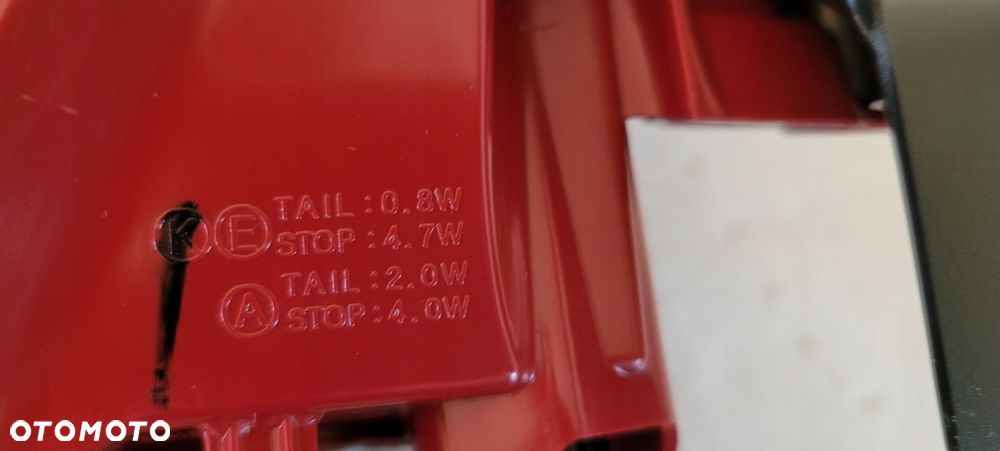 K E TAIL:0.8W
STOP:4.7W
A TAIL:2.0W
STOP:4.0W
OTOMOTO